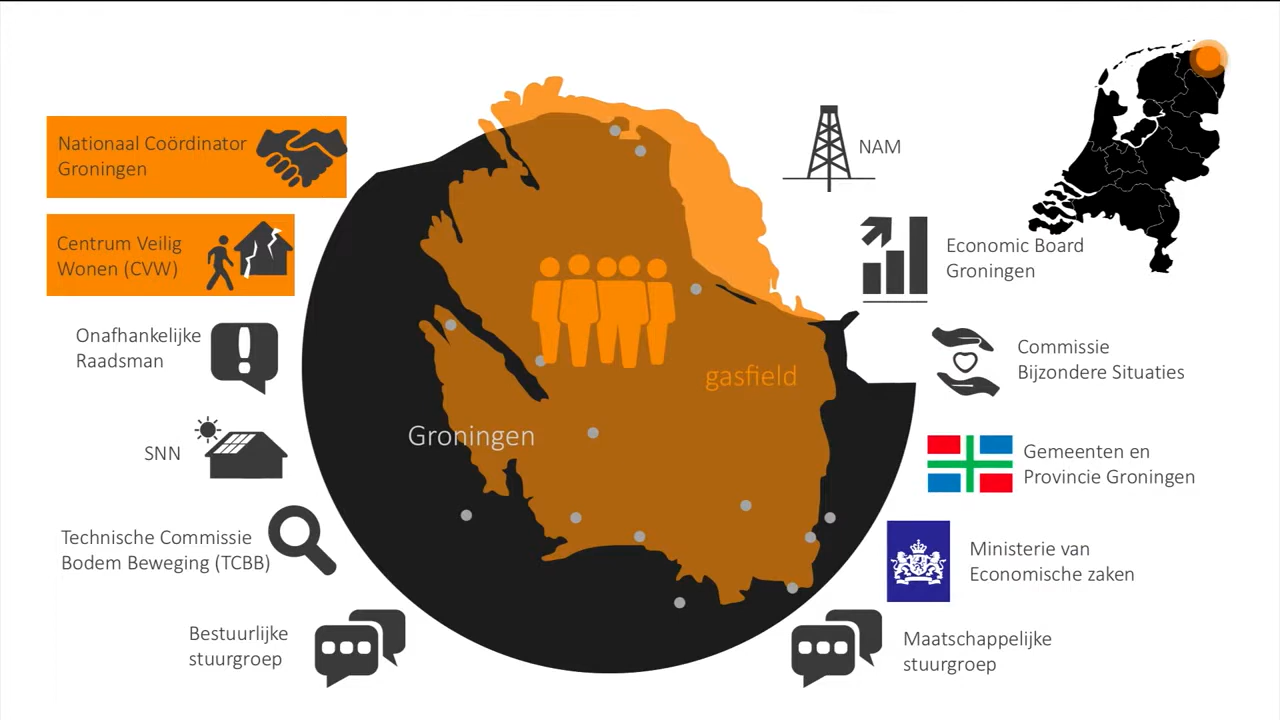 Nationaal Coördinator
Groningen
Centrum Veilig
Wonen (CVW)
Onafhankelijke
Raadsman
SNN
Technische Commissie
Bodem Beweging (TCBB)
Bestuurlijke
stuurgroep
gasfield
Groningen
NAM
Economic Board
Groningen
Commissie
Bijzondere Situaties
Gemeenten en
Provincie Groningen
Ministerie van
Economische zaken
Maatschappelijke
stuurgroep